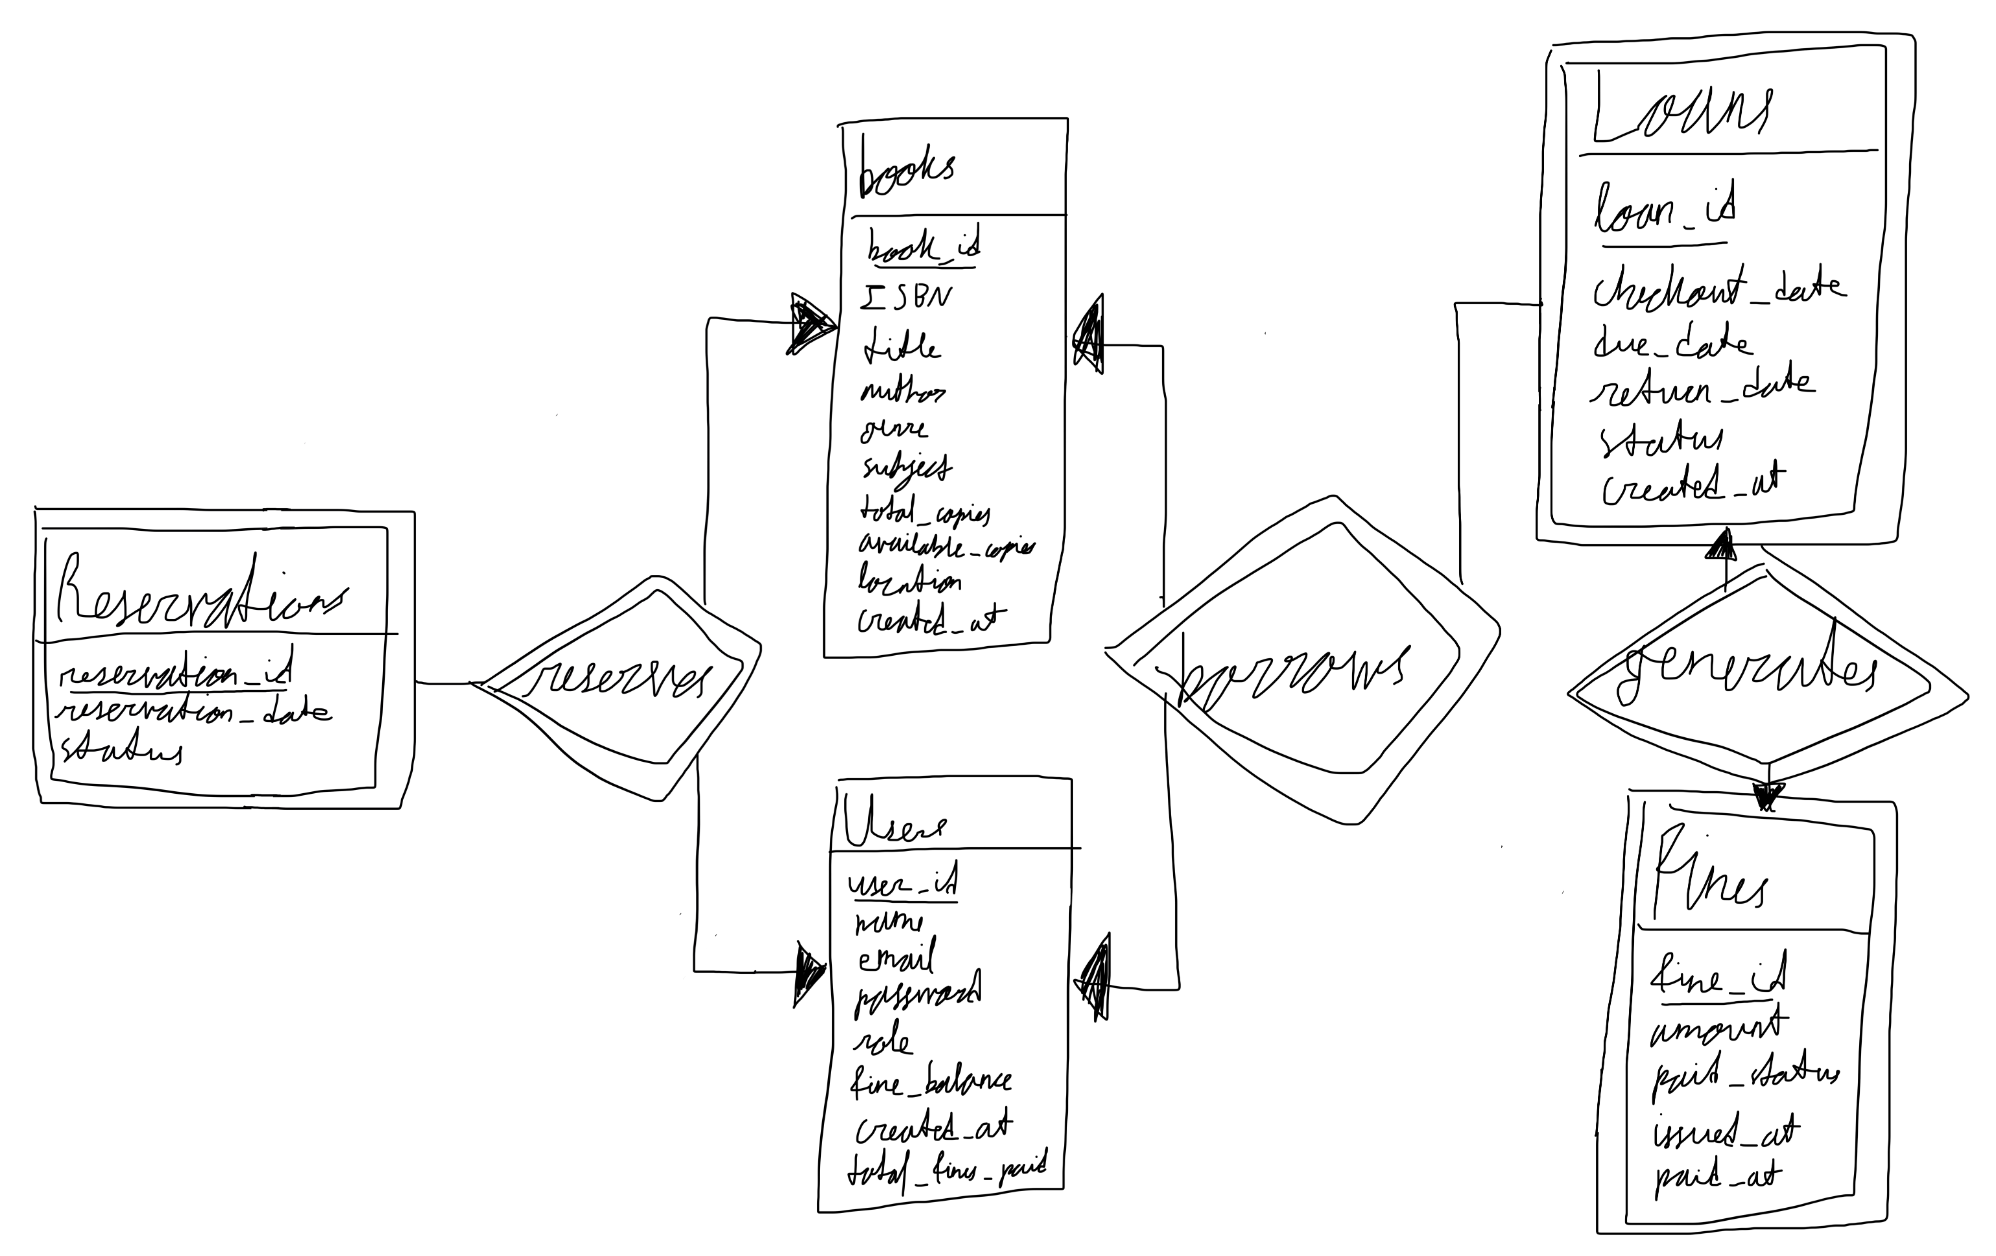 Reservations
reservation_id
reservation_date
status
reserves
books
book_id
ISBN
title
author
genre
subject
total_copies
available_copies
location
created_at
Users
user_id
name
email
password
role
fine_balance
created_at
total_fines_paid
borrows
Loans
loan_id
checkout_date
due_date
return_date
status
created_at
generates
Fines
fine_id
amount
paid_status
issued_at
paid_at